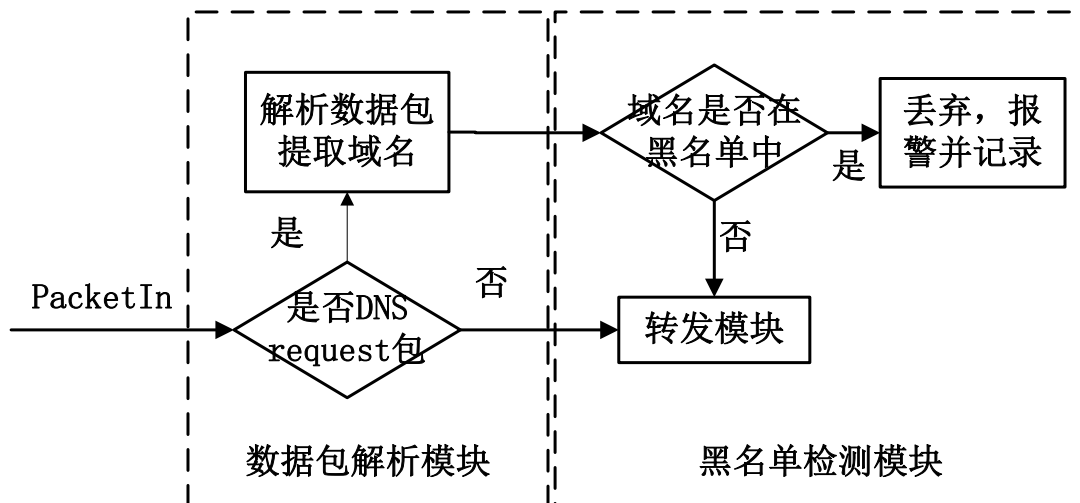 解析数据包
提取域名
域名是否在
黑名单中
丢弃，报
警并记录
是
是
否
PacketIn
是否DNS
request包
否
转发模块
数据包解析模块
黑名单检测模块